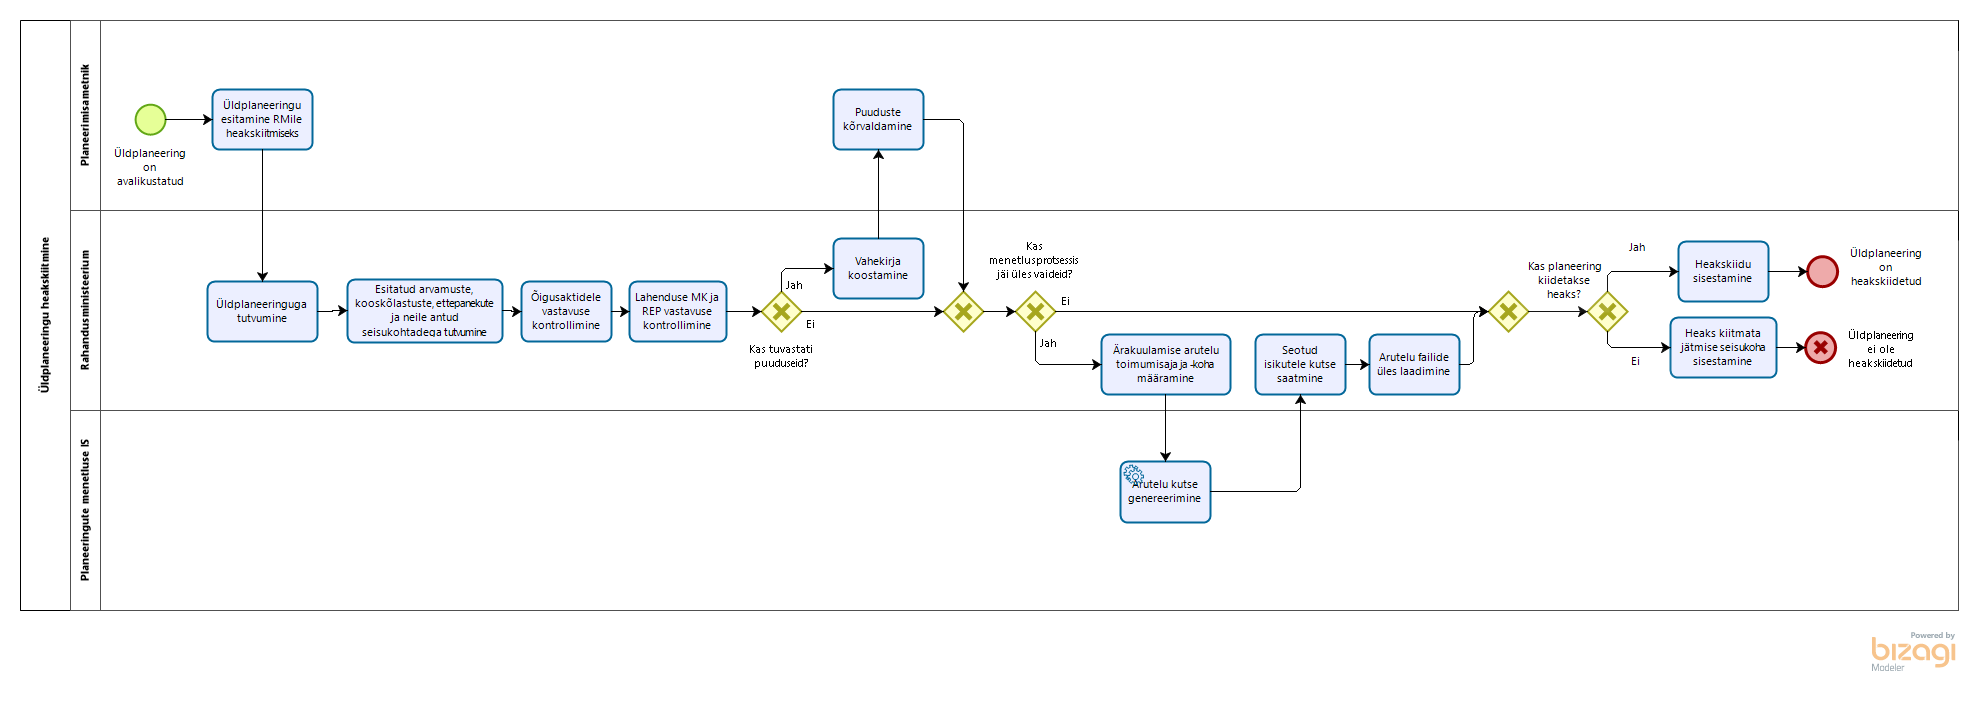 Üldplaneeringu heakskiitmine
Planeerimisametnik
Üldplaneering
on
avalikustatud
Üldplaneeringu
esitamine RMile
heakskiitmiseks
Puuduste
kõrvaldamine
Rahandusministeerium
Üldplaneeringuga
tutvumine
Esitatud arvamuste,
kooskõlastuste, ettepanekute
ja neile antud
seisukohtadega tutvumine
Õigusaktidele
vastavuse
kontrollimine
Lahenduse MK ja
REP vastavuse
kontrollimine
Kas tuvastati
puuduseid?
Jah
Ei
Vahekirja
koostamine
Kas
menetlusprotsessis
jäi üles vaideid?
Ei
Jah
Ärakuulamise arutelu
toimumisaja ja -koha
määramine
Seotud
isikutele kutse
saatmine
Arutelu failide
üles laadimine
Kas planeering
kiidetakse
heaks?
Jah
Ei
Heakskiidu
sisestamine
Üldplaneering
on
heakskiidetud
Heaks kiitmata
jätmise seisukoha
sisestamine
Üldplaneering
ei ole
heakskiidetud
Planeeringute menetluse IS
Arutelu kutse
genereerimine
Powered by
bizagi
Modeler